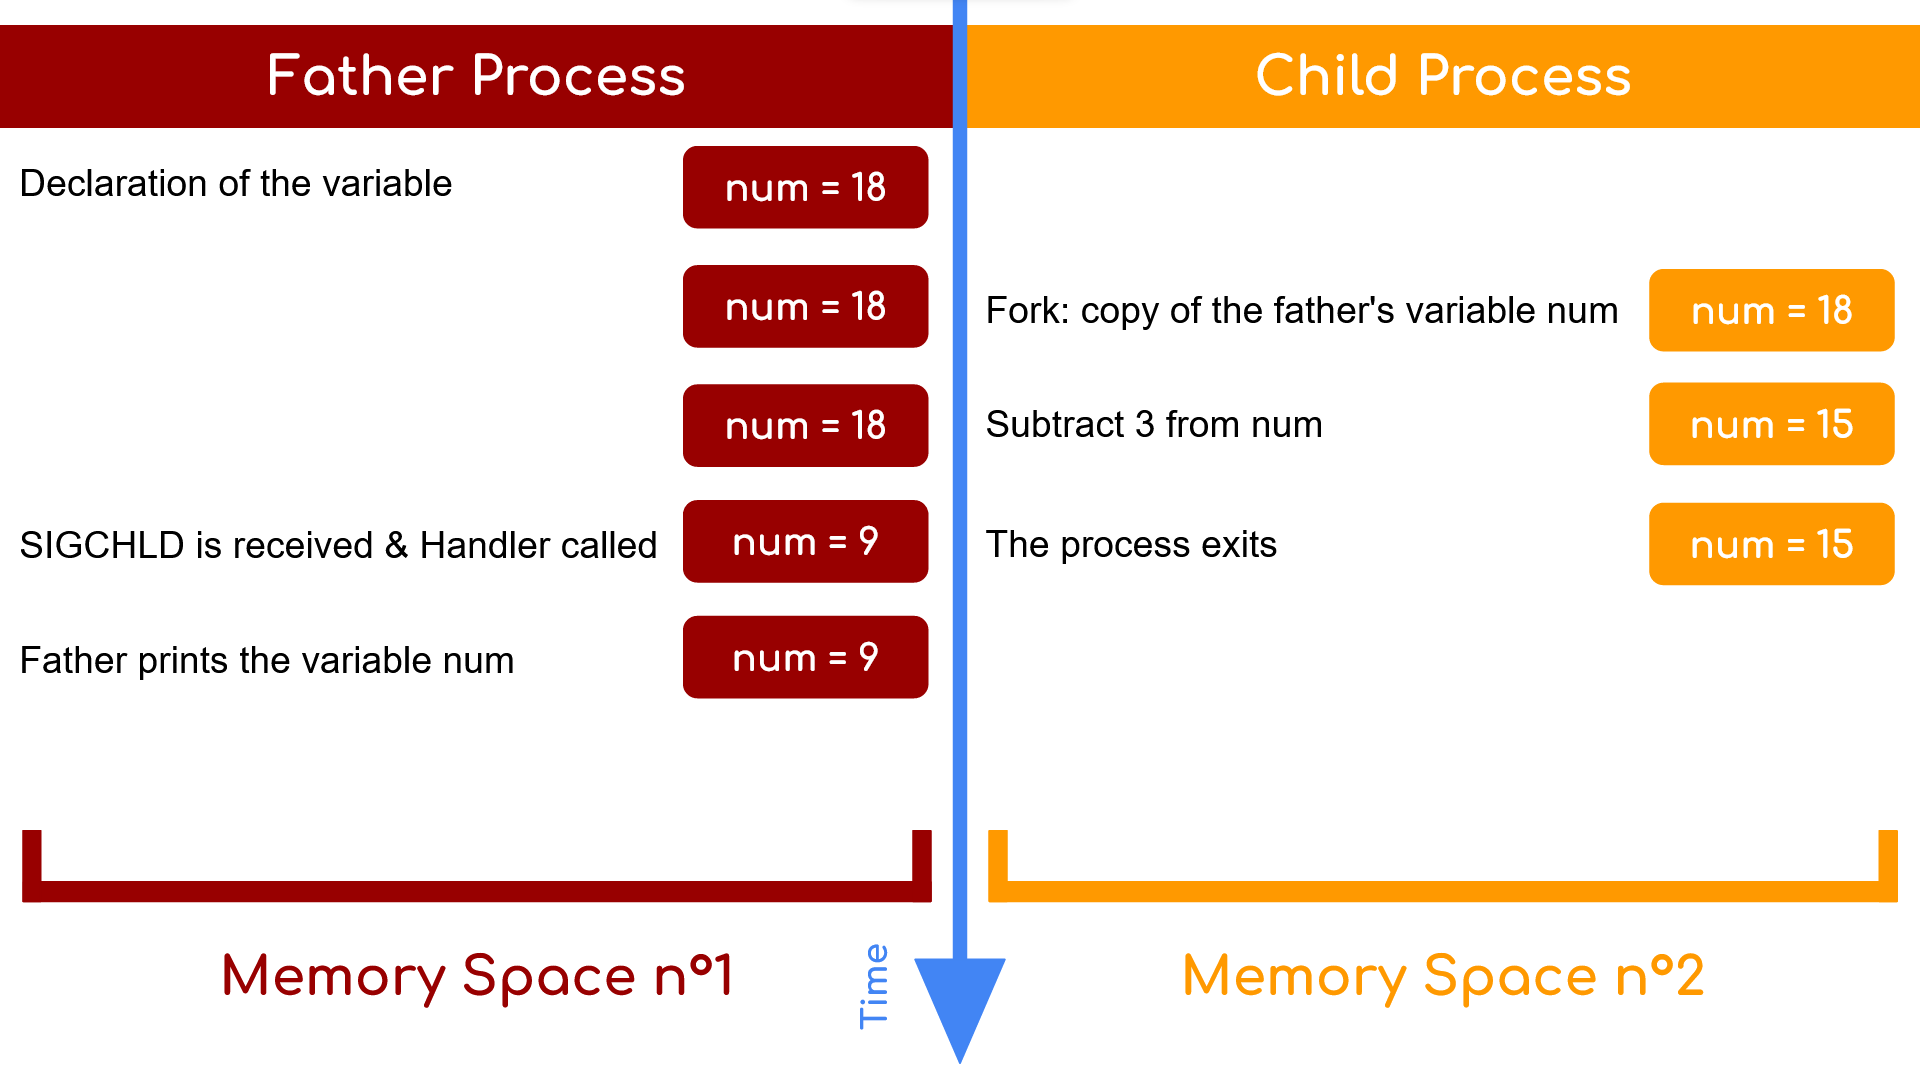 Father Process
Child Process
Declaration of the variable
num = 18
num = 18
Fork: copy of the father's variable num
num = 18
num = 18
Subtract 3 from num
num = 15
SIGCHLD is received & Handler called
num = 9
The process exits
num = 15
Father prints the variable num
num = 9
Memory Space n°1
Time
Memory Space n°2